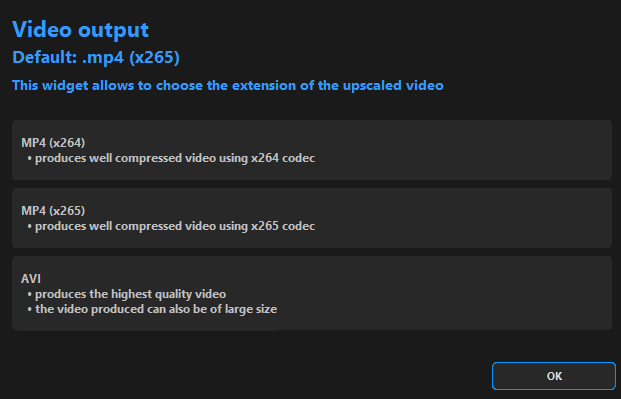 Video output
Default: .mp4 (x265)
This widget allows to choose the extension of the upscaled video
MP4 (x264)
• produces well compressed video using x264 codec
MP4 (x265)
• produces well compressed video using x265 codec
AVI
• produces the highest quality video
• the video produced can also be of large size
OK